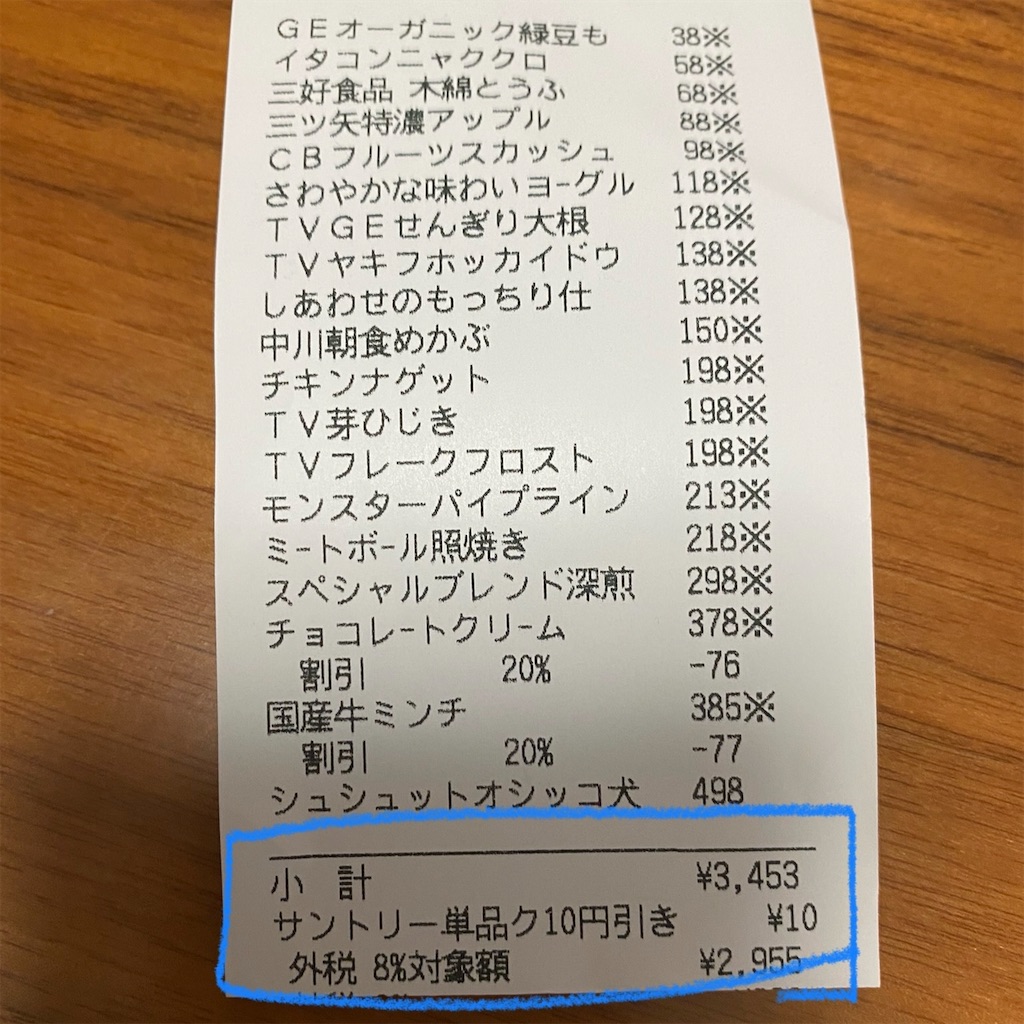 GEオーガニック緑豆も 38※
イタコンニャククロ 58※
三好食品 木綿とうふ 68※
三ツ矢特濃アップル 88※
CBフルーツスカッシュ 98※
さわやかな味わいヨーグル 118※
TVGEせんぎり大根 128※
TVヤキフホッカイドウ 138※
しあわせのもっちり仕 138※
中川朝食めかぶ 150※
チキンナゲット 198※
TV芽ひじき 198※
TVフレークフロスト 198※
モンスターパイプライン 213※
ミートボール照焼き 218※
スペシャルブレンド深煎 298※
チョコレートクリーム 378※
割引 20% -76
国産牛ミンチ 385※
割引 20% -77
シュシュットオシッコ犬 498
小 計 ¥3,453
サントリー単品ク10円引き ¥10
外税 8%対象額 ¥2,955